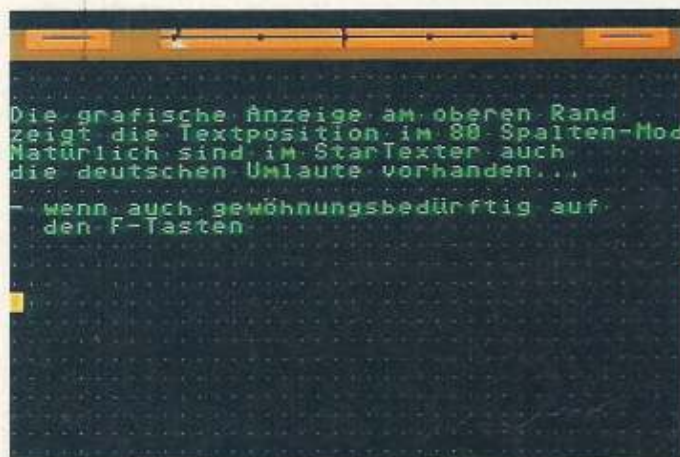 Die grafische Anzeige am oberen Rand
zeigt die Textposition im 80 Spalten-Mod
Natürlich sind im StarTexter auch
die deutschen Umlaute vorhanden...
- wenn auch gewöhnungsbedürftig auf
den F-Tasten